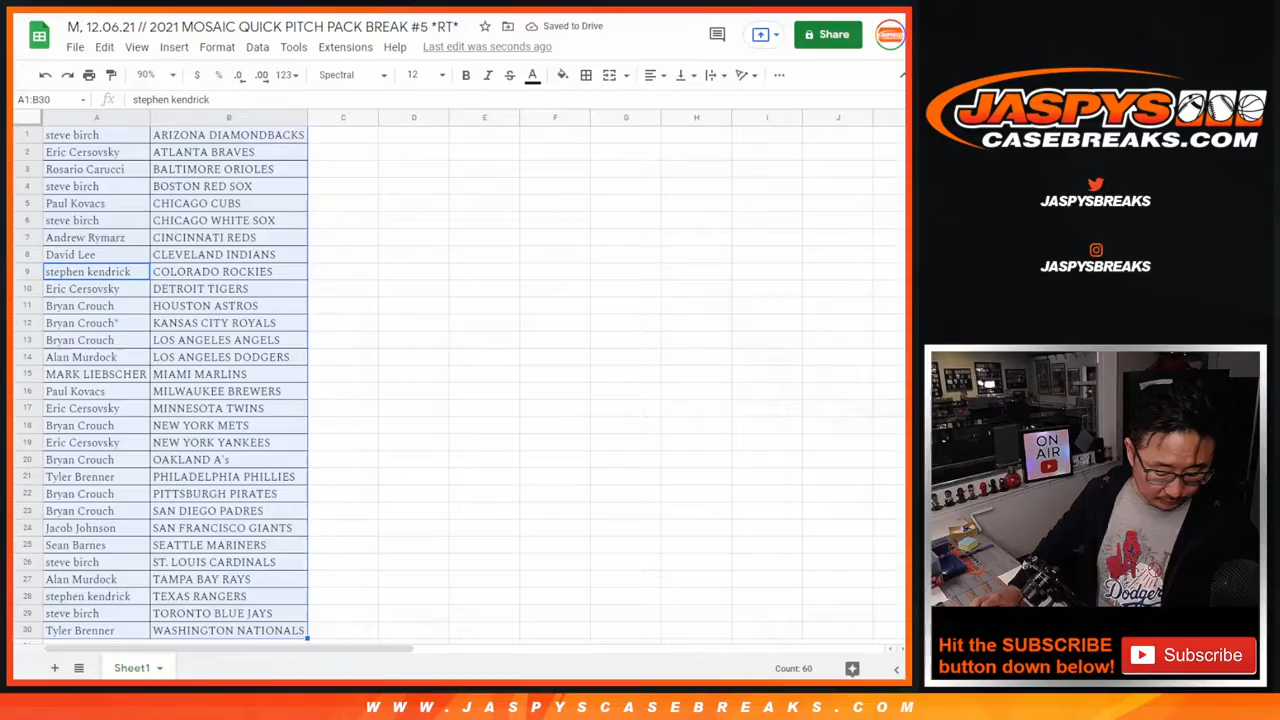 M, 12.06.21 // 2021 MOSAIC QUICK PITCH PACK BREAK #5 *RT*
Saved to Drive
File Edit View Insert Format Data Tools Extensions Help Last edit was seconds ago
Share
90% $ % .0 .00 123 Spectral 12 B I S A
A1:B30 fx stephen kendrick
A B C D E F G H I J
1 steve birch ARIZONA DIAMONDBACKS
2 Eric Cersovsky ATLANTA BRAVES
3 Rosario Carucci BALTIMORE ORIOLES
4 steve birch BOSTON RED SOX
5 Paul Kovacs CHICAGO CUBS
6 steve birch CHICAGO WHITE SOX
7 Andrew Rymarz CINCINNATI REDS
8 David Lee CLEVELAND INDIANS
9 stephen kendrick COLORADO ROCKIES
10 Eric Cersovsky DETROIT TIGERS
11 Bryan Crouch HOUSTON ASTROS
12 Bryan Crouch* KANSAS CITY ROYALS
13 Bryan Crouch LOS ANGELES ANGELS
14 Alan Murdock LOS ANGELES DODGERS
15 MARK LIEBSCHER MIAMI MARLINS
16 Paul Kovacs MILWAUKEE BREWERS
17 Eric Cersovsky MINNESOTA TWINS
18 Bryan Crouch NEW YORK METS
19 Eric Cersovsky NEW YORK YANKEES
20 Bryan Crouch OAKLAND A's
21 Tyler Brenner PHILADELPHIA PHILLIES
22 Bryan Crouch PITTSBURGH PIRATES
23 Bryan Crouch SAN DIEGO PADRES
24 Jacob Johnson SAN FRANCISCO GIANTS
25 Sean Barnes SEATTLE MARINERS
26 steve birch ST. LOUIS CARDINALS
27 Alan Murdock TAMPA BAY RAYS
28 stephen kendrick TEXAS RANGERS
29 steve birch TORONTO BLUE JAYS
30 Tyler Brenner WASHINGTON NATIONALS
Sheet1
Count: 60
JASPYS
CASEBREAKS.COM
JASPYSBREAKS
JASPYSBREAKS
ON
AIR
Dodgers
Hit the SUBSCRIBE
button down below!
Subscribe
WWW.JASPYSCASEBREAKS.COM